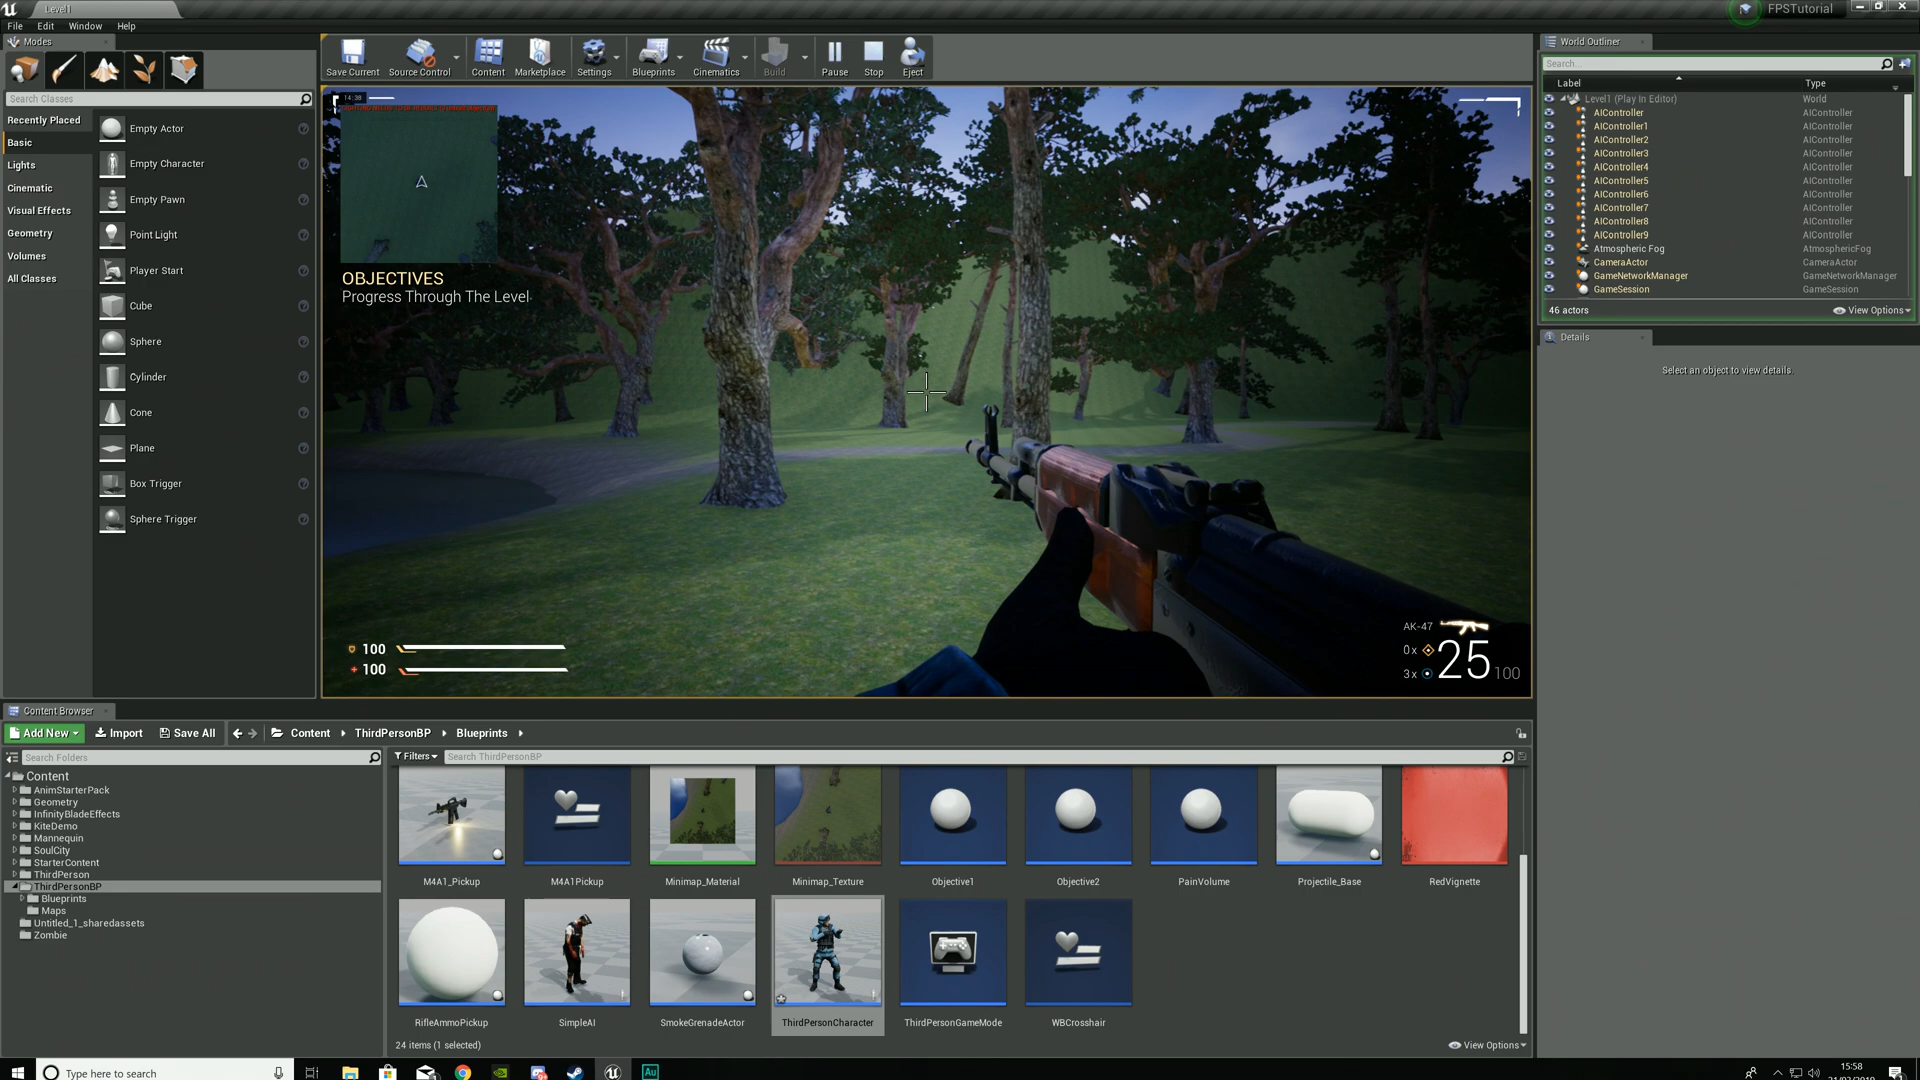 Level1
FPSTutorial
File Edit Window Help
Modes
Search Classes
Recently Placed
Basic
Lights
Cinematic
Visual Effects
Geometry
Volumes
All Classes
Empty Actor
Empty Character
Empty Pawn
Point Light
Player Start
Cube
Sphere
Cylinder
Cone
Plane
Box Trigger
Sphere Trigger
Save Current Source Control Content Marketplace Settings Blueprints Cinematics Build Pause Stop Eject
14:38
OBJECTIVES
Progress Through The Level
100
100
AK-47
0x
3x
25 100
World Outliner
Search...
Label Type
Level1 (Play In Editor) World
AIController AIController
AIController1 AIController
AIController2 AIController
AIController3 AIController
AIController4 AIController
AIController5 AIController
AIController6 AIController
AIController7 AIController
AIController8 AIController
AIController9 AIController
Atmospheric Fog AtmosphericFog
CameraActor CameraActor
GameNetworkManager GameNetworkManager
GameSession GameSession
46 actors View Options
Details
Select an object to view details.
Content Browser
Add New Import Save All Content ThirdPersonBP Blueprints
Search Folders
Content
AnimStarterPack
Geometry
InfinityBladeEffects
KiteDemo
Mannequin
SoulCity
StarterContent
ThirdPerson
ThirdPersonBP
Blueprints
Maps
Untitled_1_sharedassets
Zombie
Filters Search ThirdPersonBP
M4A1_Pickup M4A1Pickup Minimap_Material Minimap_Texture Objective1 Objective2 PainVolume Projectile_Base RedVignette
RifleAmmoPickup SimpleAI SmokeGrenadeActor ThirdPersonCharacter ThirdPersonGameMode WBCrosshair
24 items (1 selected) View Options
Type here to search
Au
15:58